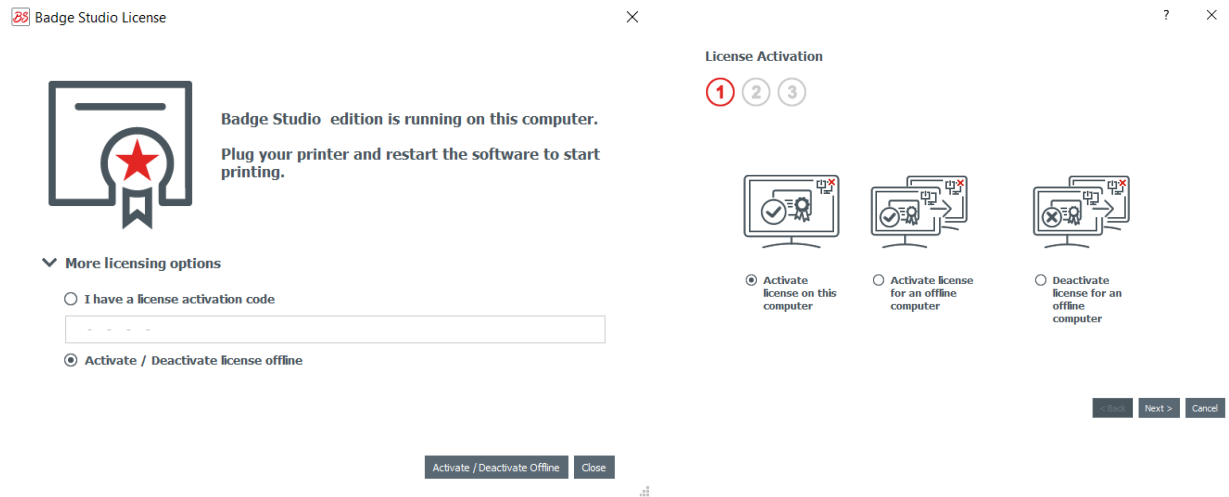 BS Badge Studio License
Badge Studio edition is running on this computer.
Plug your printer and restart the software to start
printing.
More licensing options
I have a license activation code
- - - -
Activate / Deactivate license offline
Activate / Deactivate Offline
Close
?
License Activation
1 2 3
Activate
license on this
computer
Activate license
for an offline
computer
Deactivate
license for an
offline
computer
< Back
Next >
Cancel